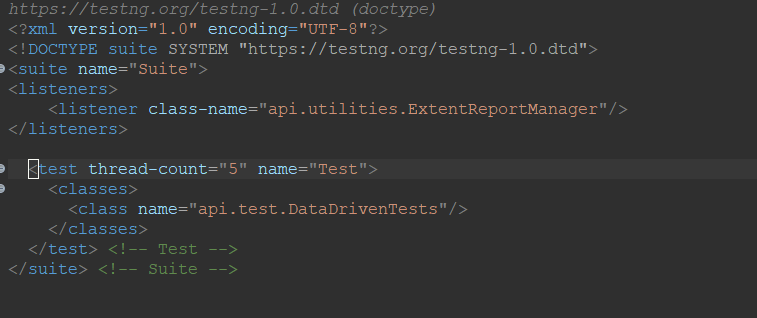 https://testng.org/testng-1.0.dtd (doctype)
<?xml version="1.0" encoding="UTF-8"?>
<!DOCTYPE suite SYSTEM "https://testng.org/testng-1.0.dtd">
<suite name="Suite">
<listeners>
    <listener class-name="api.utilities.ExtentReportManager"/>
</listeners>
  <test thread-count="5" name="Test">
    <classes>
      <class name="api.test.DataDrivenTests"/>
    </classes>
  </test> <!-- Test -->
</suite> <!-- Suite -->